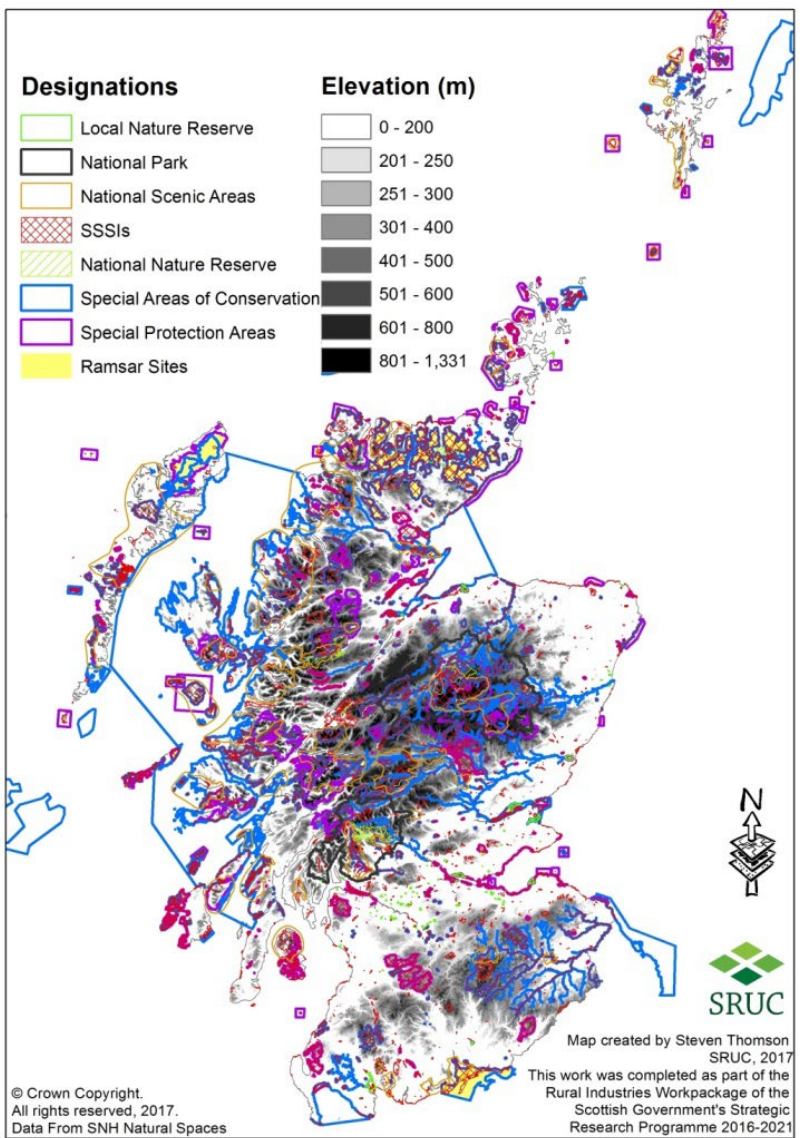 Designations
Local Nature Reserve
National Park
National Scenic Areas
SSSIs
National Nature Reserve
Special Areas of Conservation
Special Protection Areas
Ramsar Sites
Elevation (m)
0 - 200
201 - 250
251 - 300
301 - 400
401 - 500
501 - 600
601 - 800
801 - 1,331
N
SRUC
Map created by Steven Thomson
SRUC, 2017
This work was completed as part of the
Rural Industries Workpackage of the
Scottish Government's Strategic
Research Programme 2016-2021
© Crown Copyright.
All rights reserved, 2017.
Data From SNH Natural Spaces